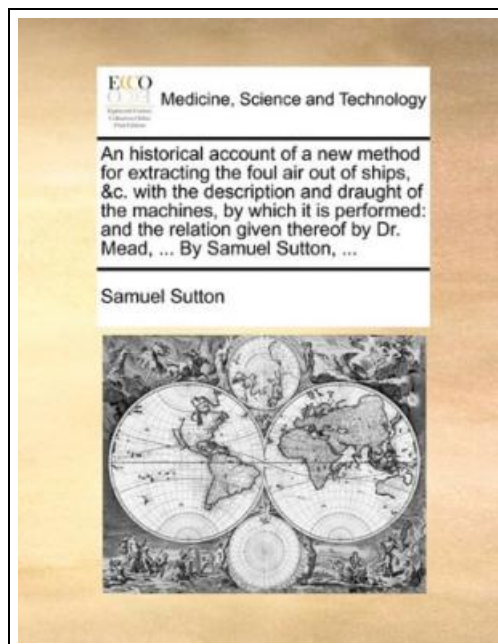 ECCO
Medicine, Science and Technology
An historical account of a new method
for extracting the foul air out of ships,
&c. with the description and draught of
the machines, by which it is performed:
and the relation given thereof by Dr.
Mead, ... By Samuel Sutton, ...
Samuel Sutton